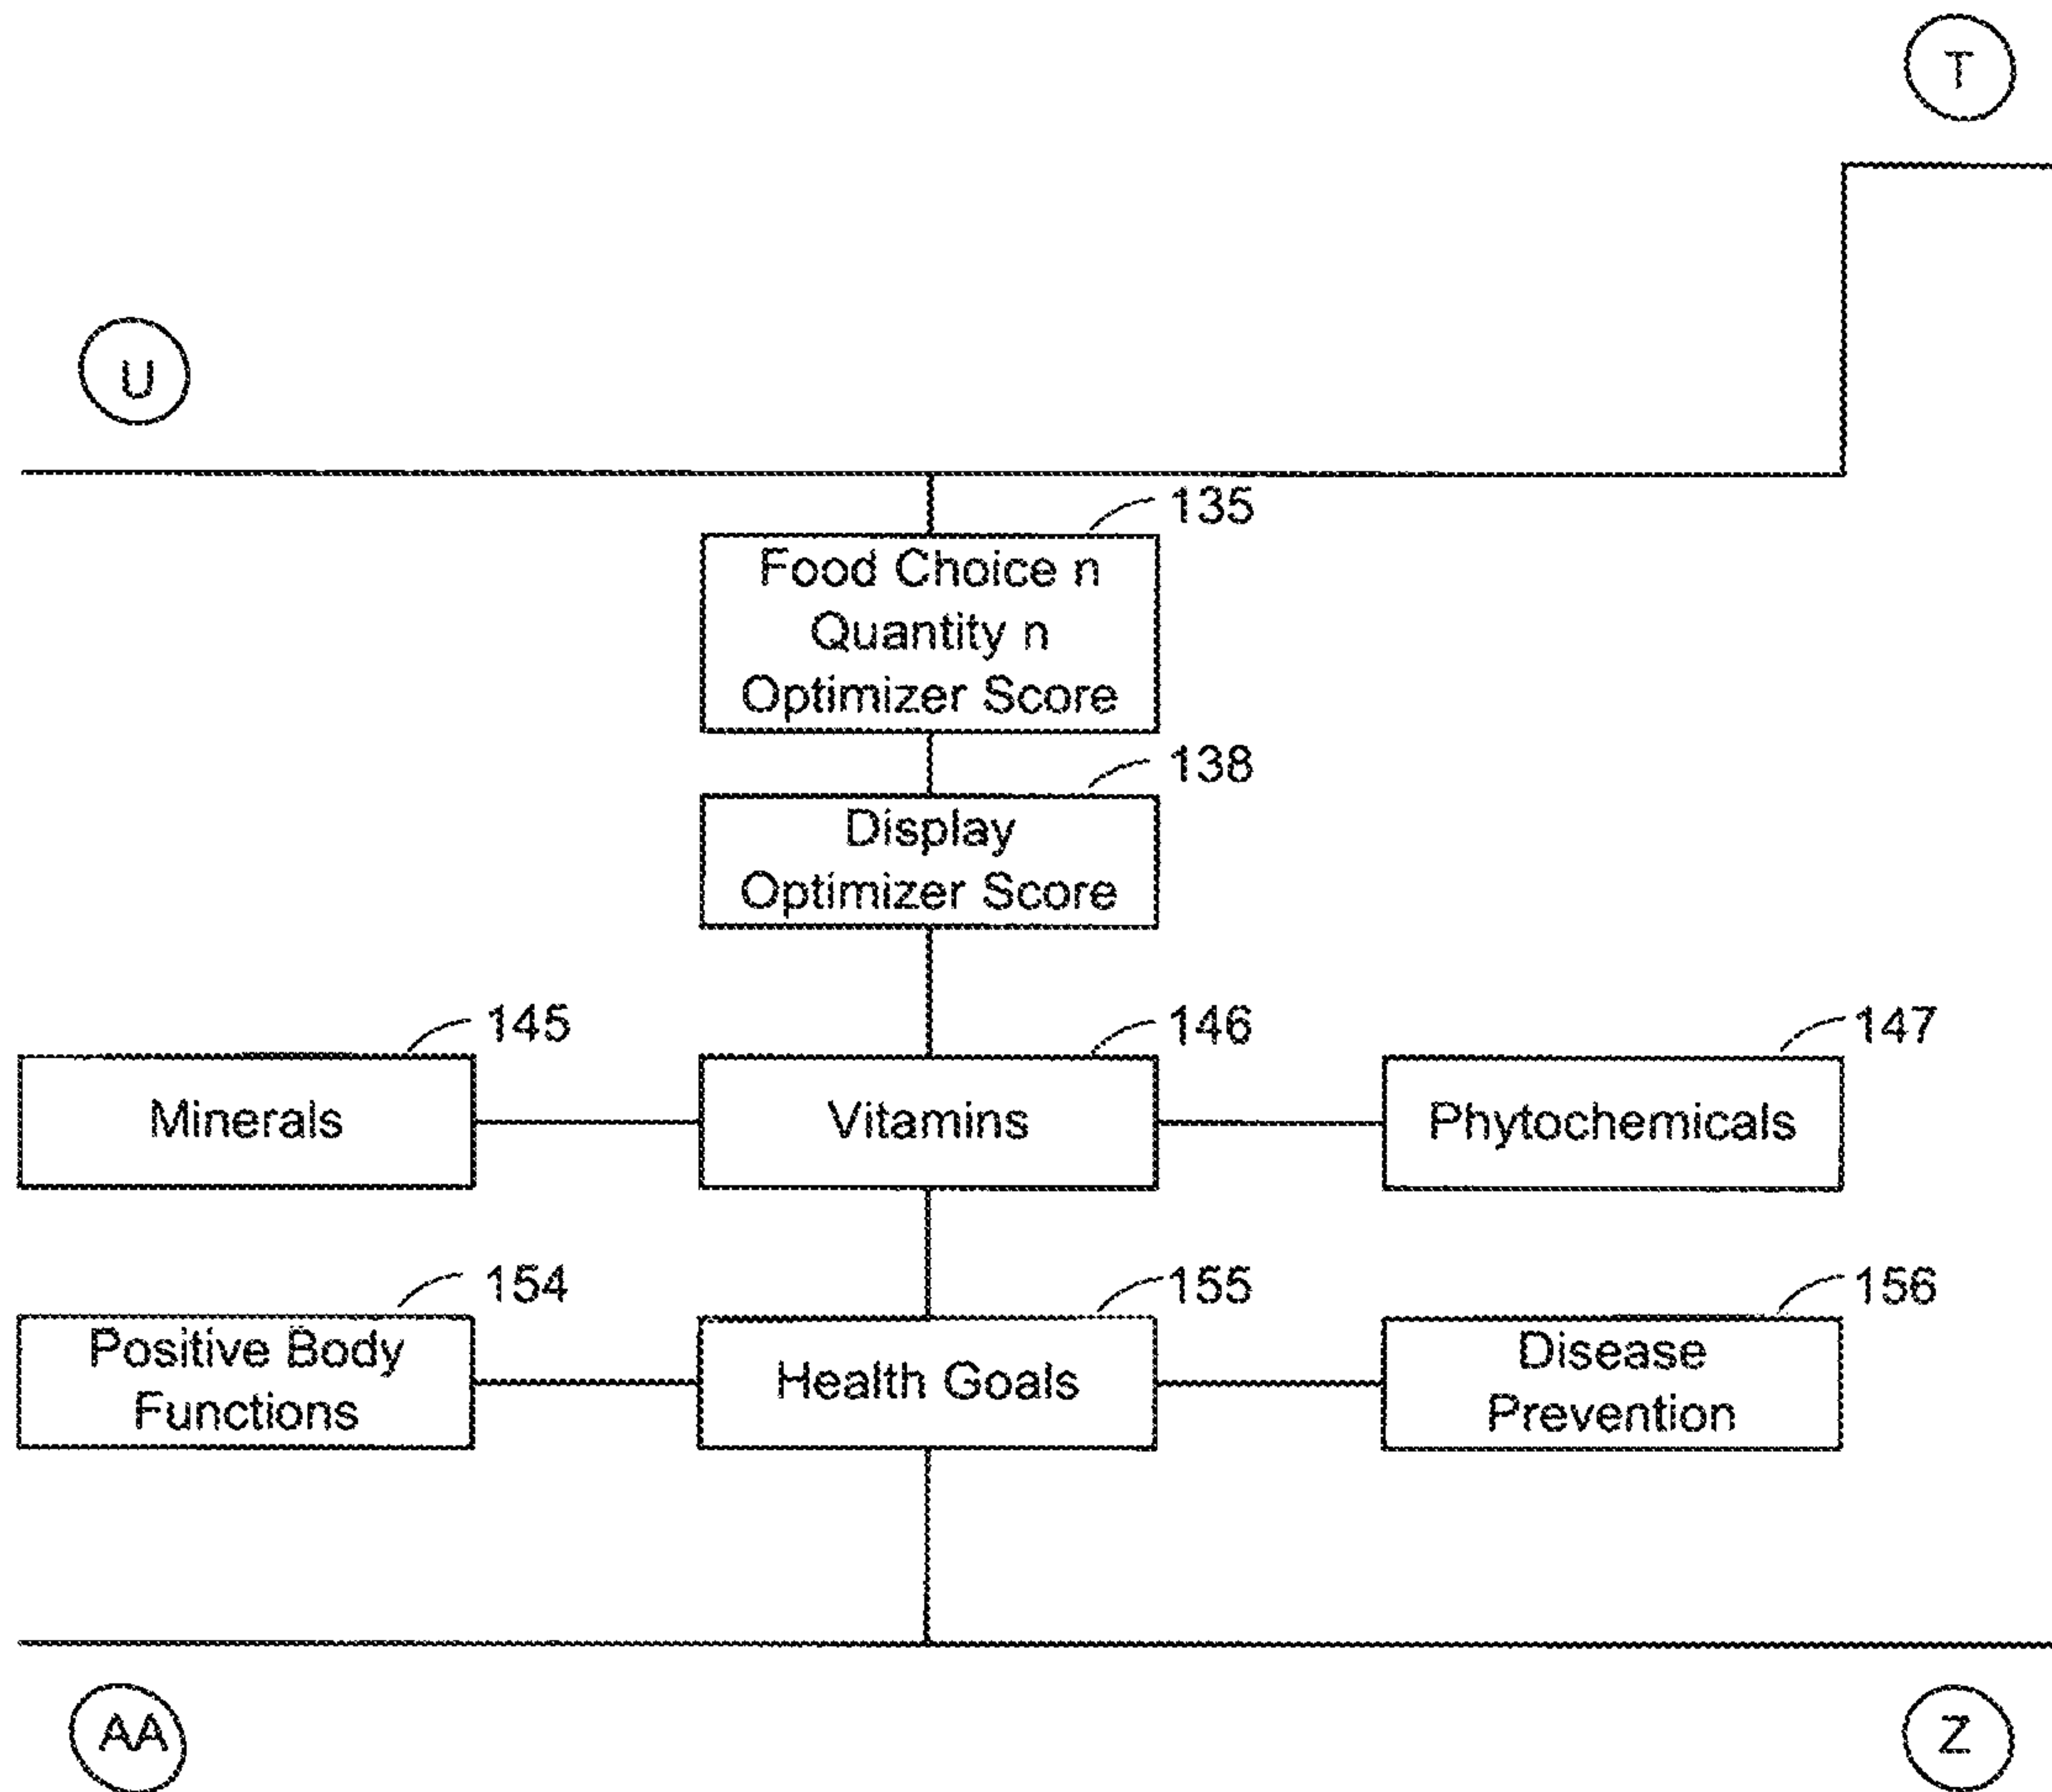 T
U
135
Food Choice n
Quantity n
Optimizer Score
138
Display
Optimizer Score
145
146
147
Minerals
Vitamins
Phytochemicals
154
155
156
Positive Body
Functions
Health Goals
Disease
Prevention
AA
Z